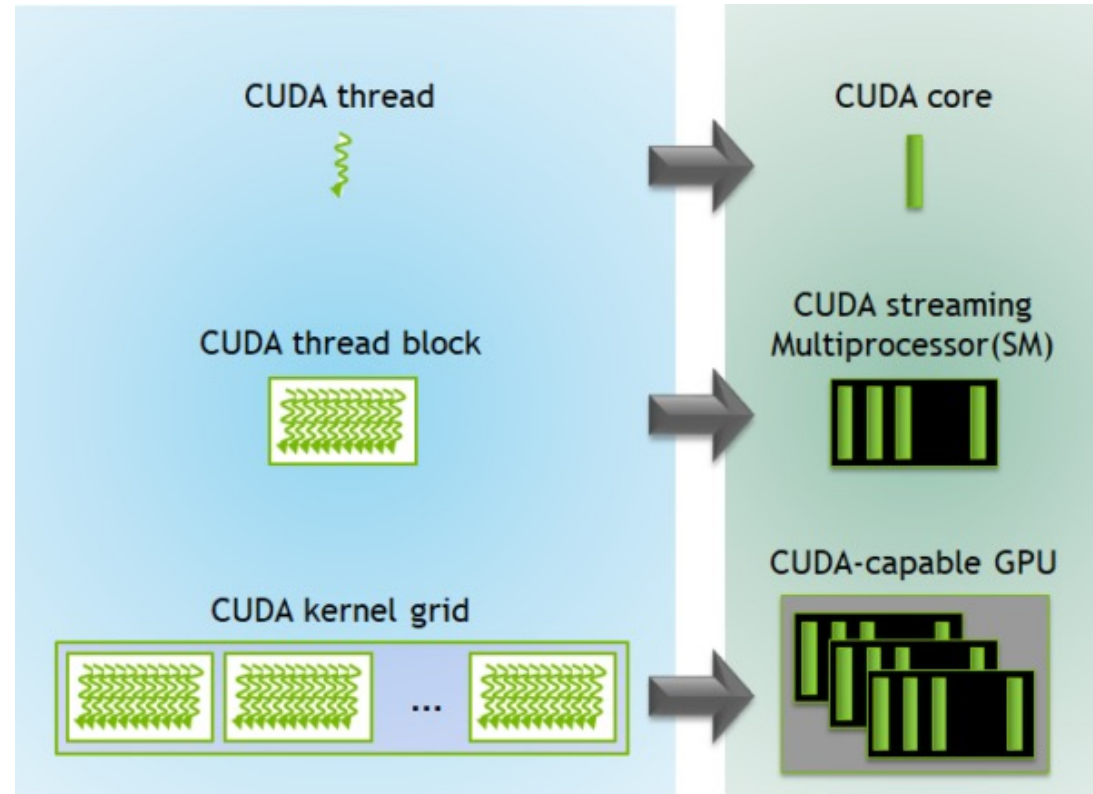 CUDA thread
CUDA core
CUDA thread block
CUDA streaming
Multiprocessor(SM)
CUDA kernel grid
...
CUDA-capable GPU